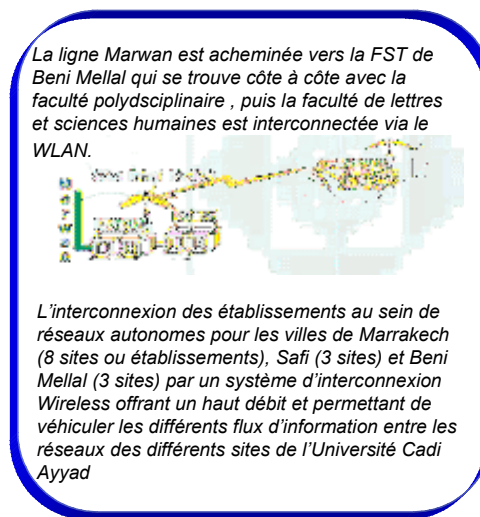 La ligne Marwan est acheminée vers la FST de
Beni Mellal qui se trouve côte à côte avec la
faculté polydsciplinaire , puis la faculté de lettres
et sciences humaines est interconnectée via le
WLAN.
L'interconnexion des établissements au sein de
réseaux autonomes pour les villes de Marrakech
(8 sites ou établissements), Safi (3 sites) et Beni
Mellal (3 sites) par un système d'interconnexion
Wireless offrant un haut débit et permettant de
véhiculer les différents flux d'information entre les
réseaux des différents sites de l'Université Cadi
Ayyad